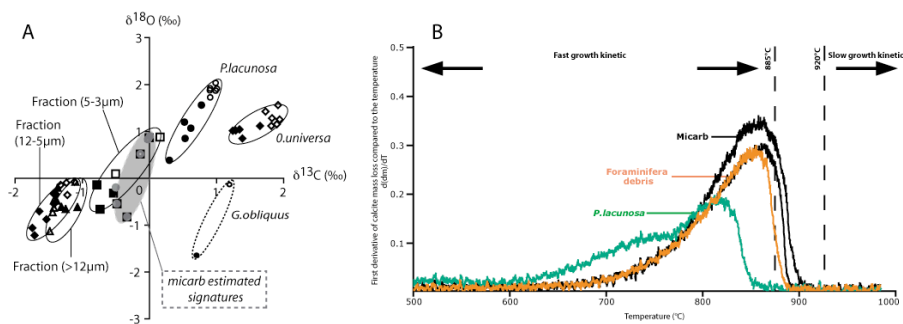 A
δ18O (‰)
3
P.lacunosa
2
Fraction (5-3µm)
Fraction
(12-5µm)
1
0.universa
-2
-1
0
1
2
δ13C (‰)
-1
G.obliquus
Fraction (>12µm)
-2
micarb estimated
signatures
-3
B
First derivative of calcite mass loss compared to the temperature
d(dm)/dT
0.5
0.4
0.3
0.2
0.1
Fast growth kinetic
885°C
920°C
Slow growth kinetic
Micarb
Foraminifera
debris
P.lacunosa
500
600
700
800
900
1000
Temperature (°C)